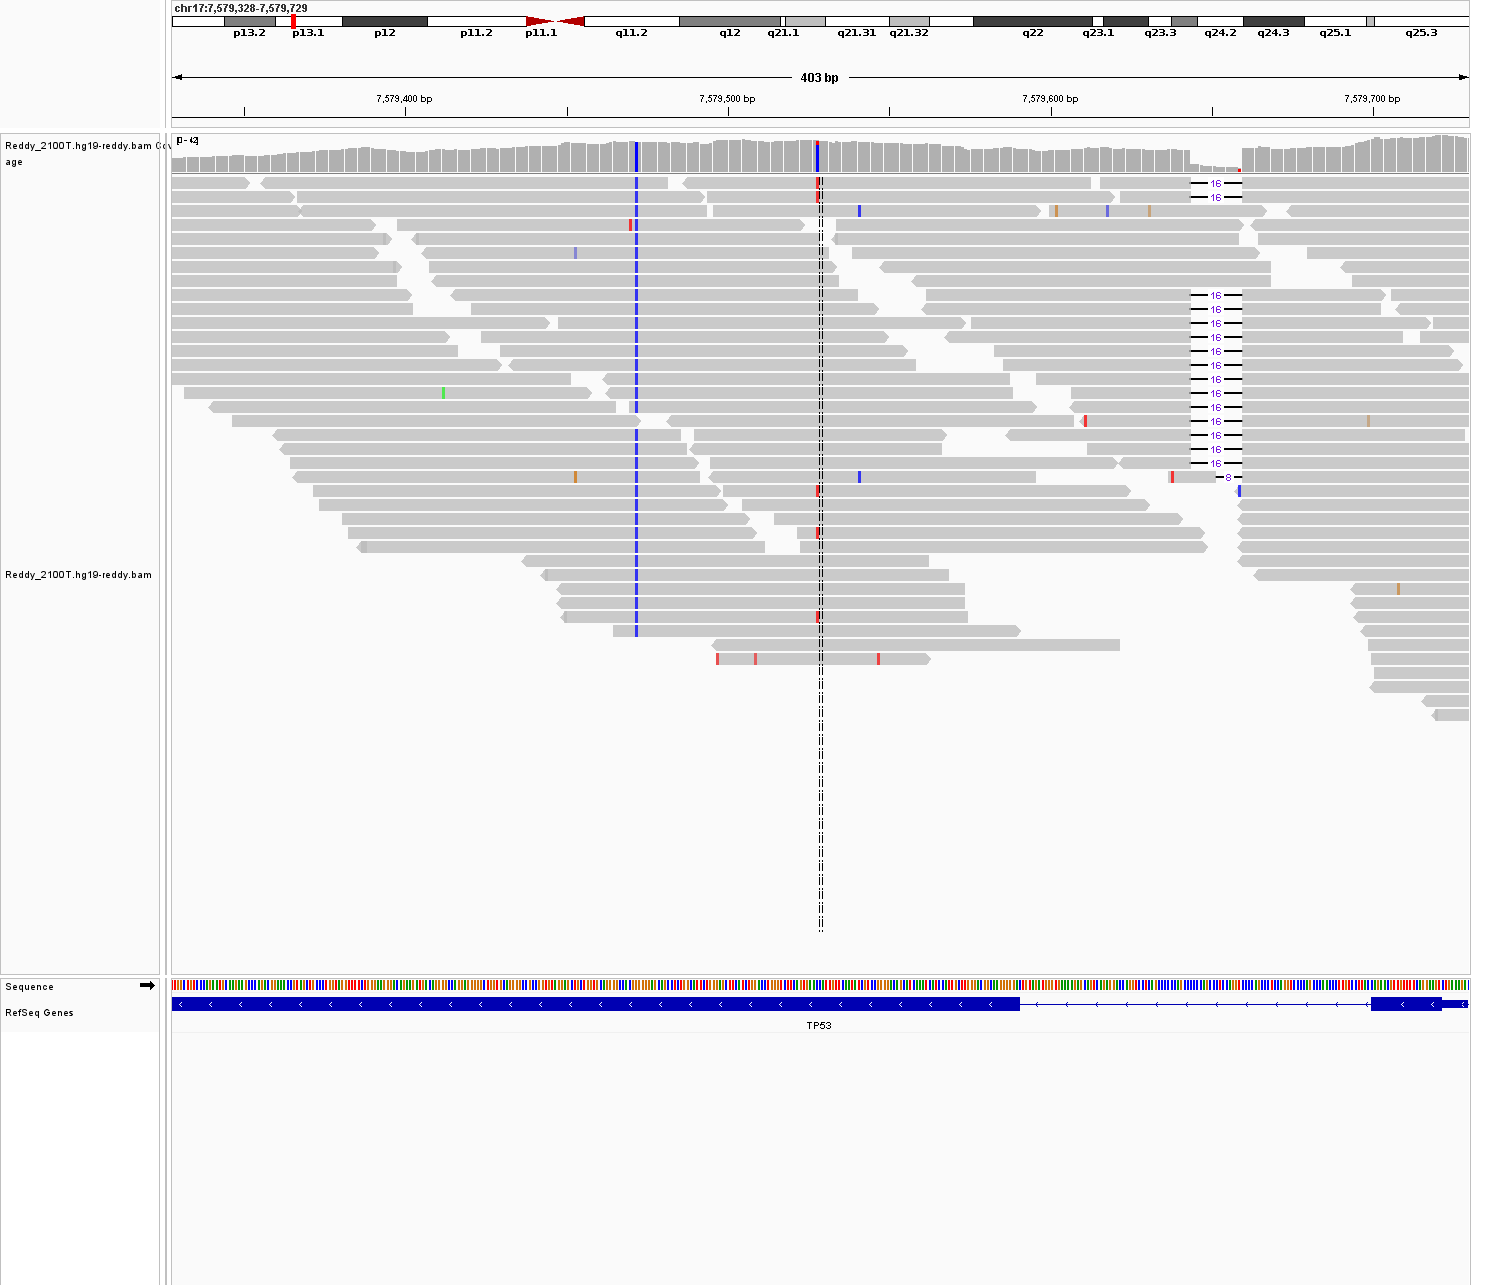 chr17:7,579,328-7,579,729
p13.2 p13.1 p12 p11.2 p11.1 q11.2 q12 q21.1 q21.31 q21.32 q22 q23.1 q23.3 q24.2 q24.3 q25.1 q25.3
403 bp
7,579,400 bp 7,579,500 bp 7,579,600 bp 7,579,700 bp
[0 - 42]
Reddy_2100T.hg19-reddy.bam Cov
age
16
16
16
16
16
16
16
16
16
16
16
16
16
16
8
Reddy_2100T.hg19-reddy.bam
Sequence
RefSeq Genes
TP53